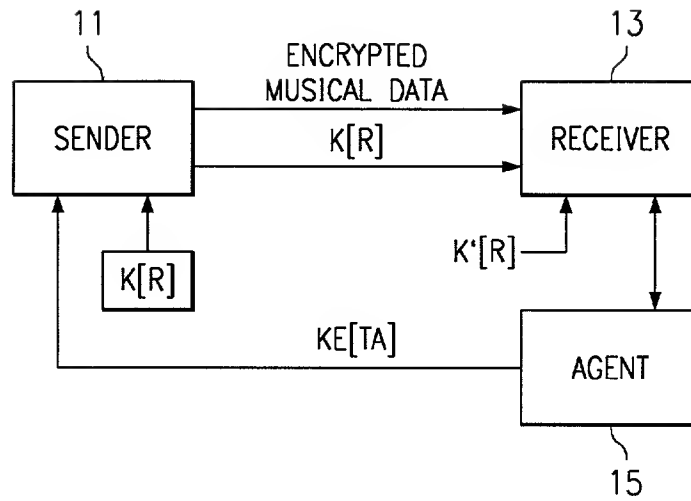 11
13
ENCRYPTED
MUSICAL DATA
SENDER
RECEIVER
K[R]
K[R]
K‘[R]
KE[TA]
AGENT
15